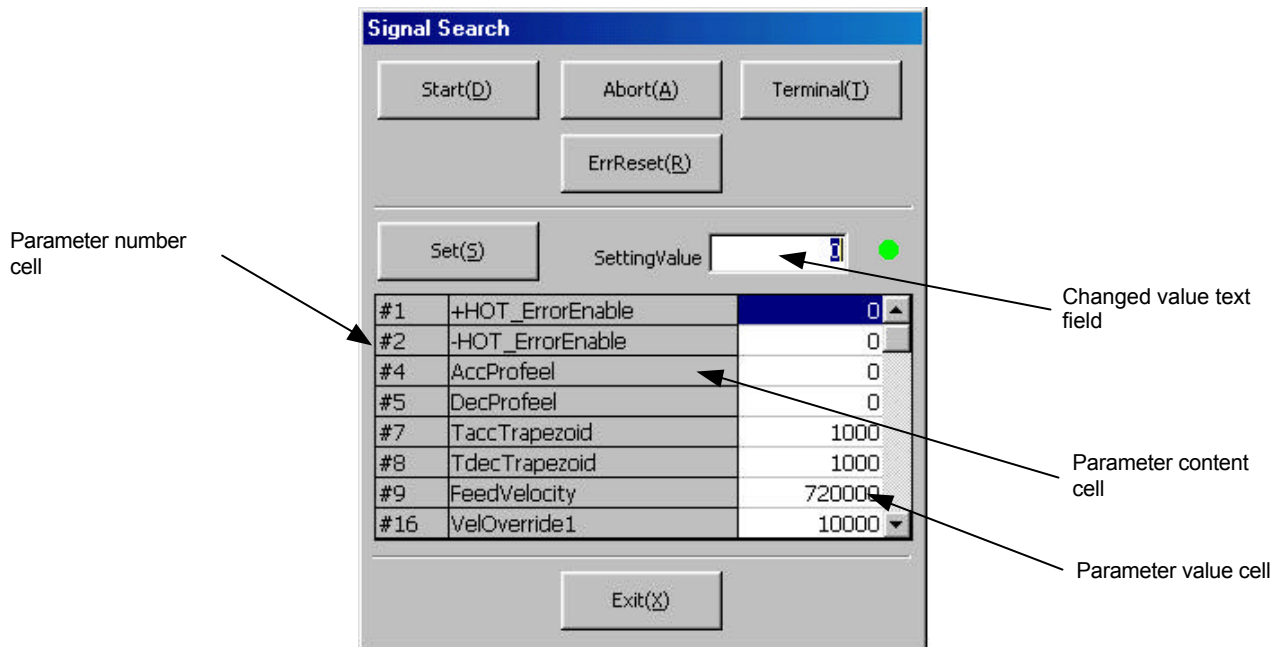 Signal Search
Start(D)
Abort(A)
Terminal(T)
ErrReset(R)
Parameter number
cell
Set(S)
SettingValue
0
Changed value text
field
#1 +HOT_ErrorEnable 0
#2 -HOT_ErrorEnable 0
#4 AccProfeel 0
#5 DecProfeel 0
#7 TaccTrapezoid 1000
#8 TdecTrapezoid 1000
#9 FeedVelocity 720000
#16 VelOverride1 10000
Parameter content
cell
Parameter value cell
Exit(X)